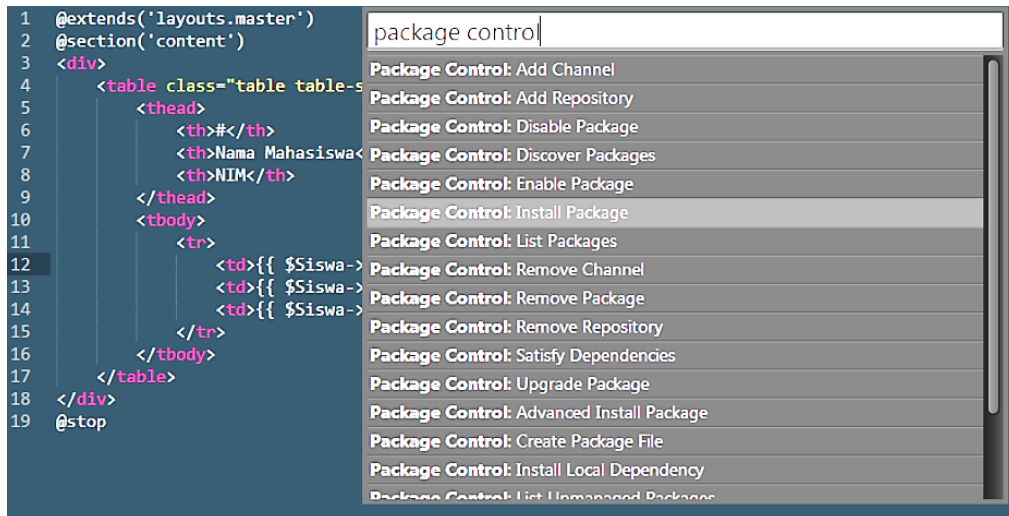 1 @extends('layouts.master')
2 @section('content')
3 <div>
4 <table class="table table-s
5 <thead>
6 <th>#</th>
7 <th>Nama Mahasiswa<
8 <th>NIM</th>
9 </thead>
10 <tbody>
11 <tr>
12 <td>{{ $Siswa->
13 <td>{{ $Siswa->
14 <td>{{ $Siswa->
15 </tr>
16 </tbody>
17 </table>
18 </div>
19 @stop
package control
Package Control: Add Channel
Package Control: Add Repository
Package Control: Disable Package
Package Control: Discover Packages
Package Control: Enable Package
Package Control: Install Package
Package Control: List Packages
Package Control: Remove Channel
Package Control: Remove Package
Package Control: Remove Repository
Package Control: Satisfy Dependencies
Package Control: Upgrade Package
Package Control: Advanced Install Package
Package Control: Create Package File
Package Control: Install Local Dependency
Package Control: List Unmanaged Packages